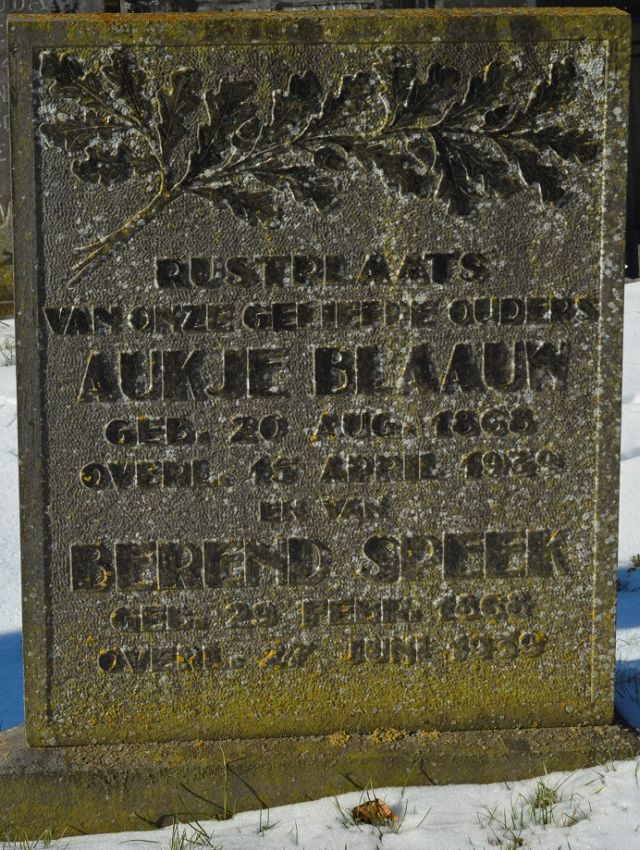 RUSTPLAATS
VAN ONZE GELIEFDE OUDERS
AUKJE BLAAUW
GEB. 20 AUG. 1868
OVERL. 15 APRIL 1939
EN VAN
BEREND SPEEK
GEB. 29 FEBR. 1868
OVERL. 27 JUNI 1939